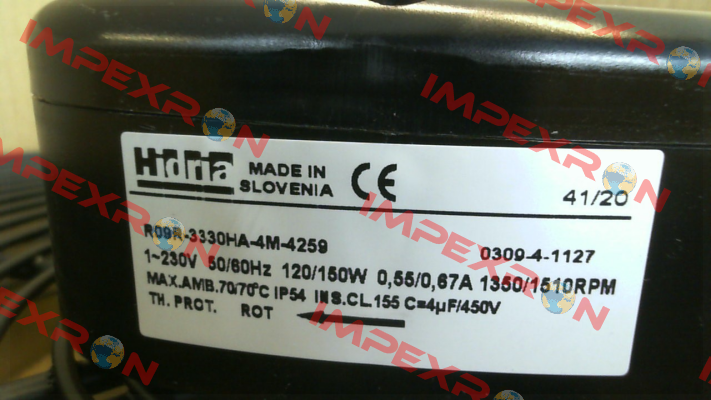 Hidria MADE IN SLOVENIA CE 41/20
R09R-3330HA-4M-4259 0309-4-1127
1~230V 50/60Hz 120/150W 0,55/0,67A 1350/1510RPM
MAX.AMB.70/70°C IP54 INS.CL.155 C=4µF/450V
TH. PROT. ROT
IMPEXRON
IMPEXRON
IMPEXRON
IMPEXRON
IMPEXRON
IMPEXRON